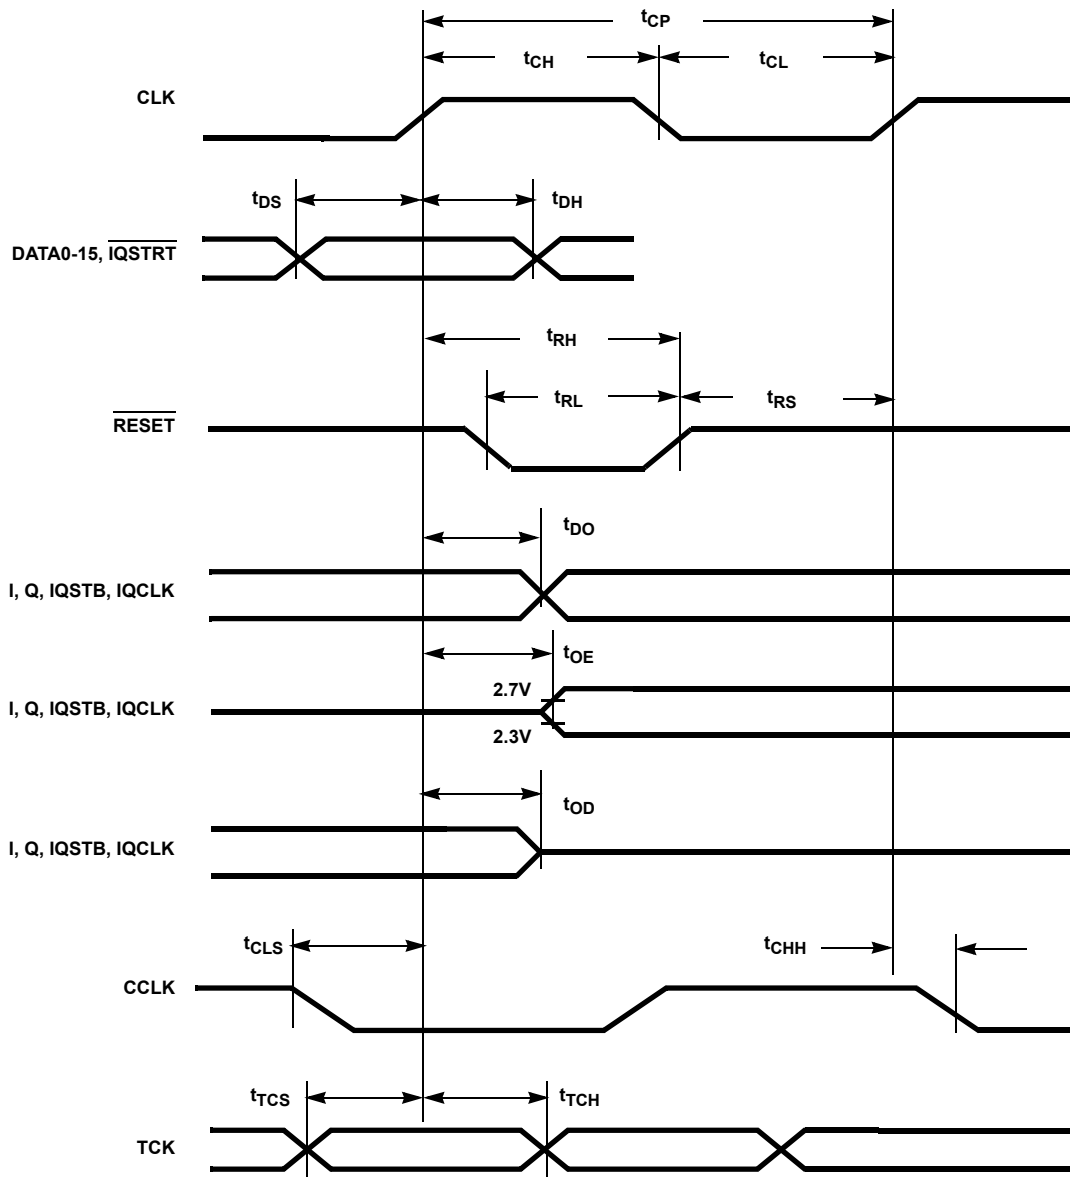 tCP
tCH
tCL
CLK
tDS
tDH
DATA0-15, IQSTRT
tRH
tRL
tRS
RESET
tDO
I, Q, IQSTB, IQCLK
tOE
2.7V
I, Q, IQSTB, IQCLK
2.3V
tOD
I, Q, IQSTB, IQCLK
tCLS
tCHH
CCLK
tTCS
tTCH
TCK